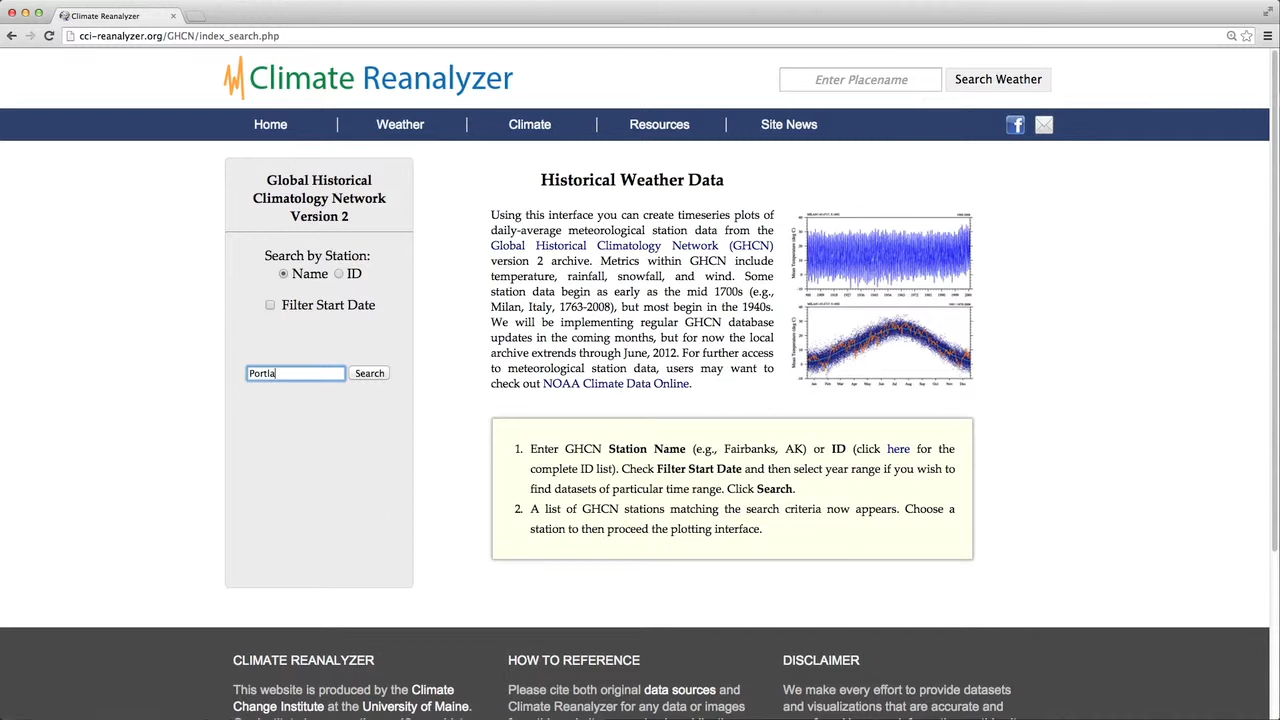 Climate Reanalyzer
cci-reanalyzer.org/GHCN/index_search.php
Climate Reanalyzer
Enter Placename
Search Weather
Home
Weather
Climate
Resources
Site News
Global Historical
Climatology Network
Version 2
Search by Station:
Name
ID
Filter Start Date
Portla
Search
Historical Weather Data
Using this interface you can create timeseries plots of
daily-average meteorological station data from the
Global Historical Climatology Network (GHCN)
version 2 archive. Metrics within GHCN include
temperature, rainfall, snowfall, and wind. Some
station data begin as early as the mid 1700s (e.g.,
Milan, Italy, 1763-2008), but most begin in the 1940s.
We will be implementing regular GHCN database
updates in the coming months, but for now the local
archive extrends through June, 2012. For further access
to meteorological station data, users may want to
check out NOAA Climate Data Online.
1. Enter GHCN Station Name (e.g., Fairbanks, AK) or ID (click here for the
complete ID list). Check Filter Start Date and then select year range if you wish to
find datasets of particular time range. Click Search.
2. A list of GHCN stations matching the search criteria now appears. Choose a
station to then proceed the plotting interface.
CLIMATE REANALYZER
This website is produced by the Climate
Change Institute at the University of Maine.
HOW TO REFERENCE
Please cite both original data sources and
Climate Reanalyzer for any data or images
DISCLAIMER
We make every effort to provide datasets
and visualizations that are accurate and